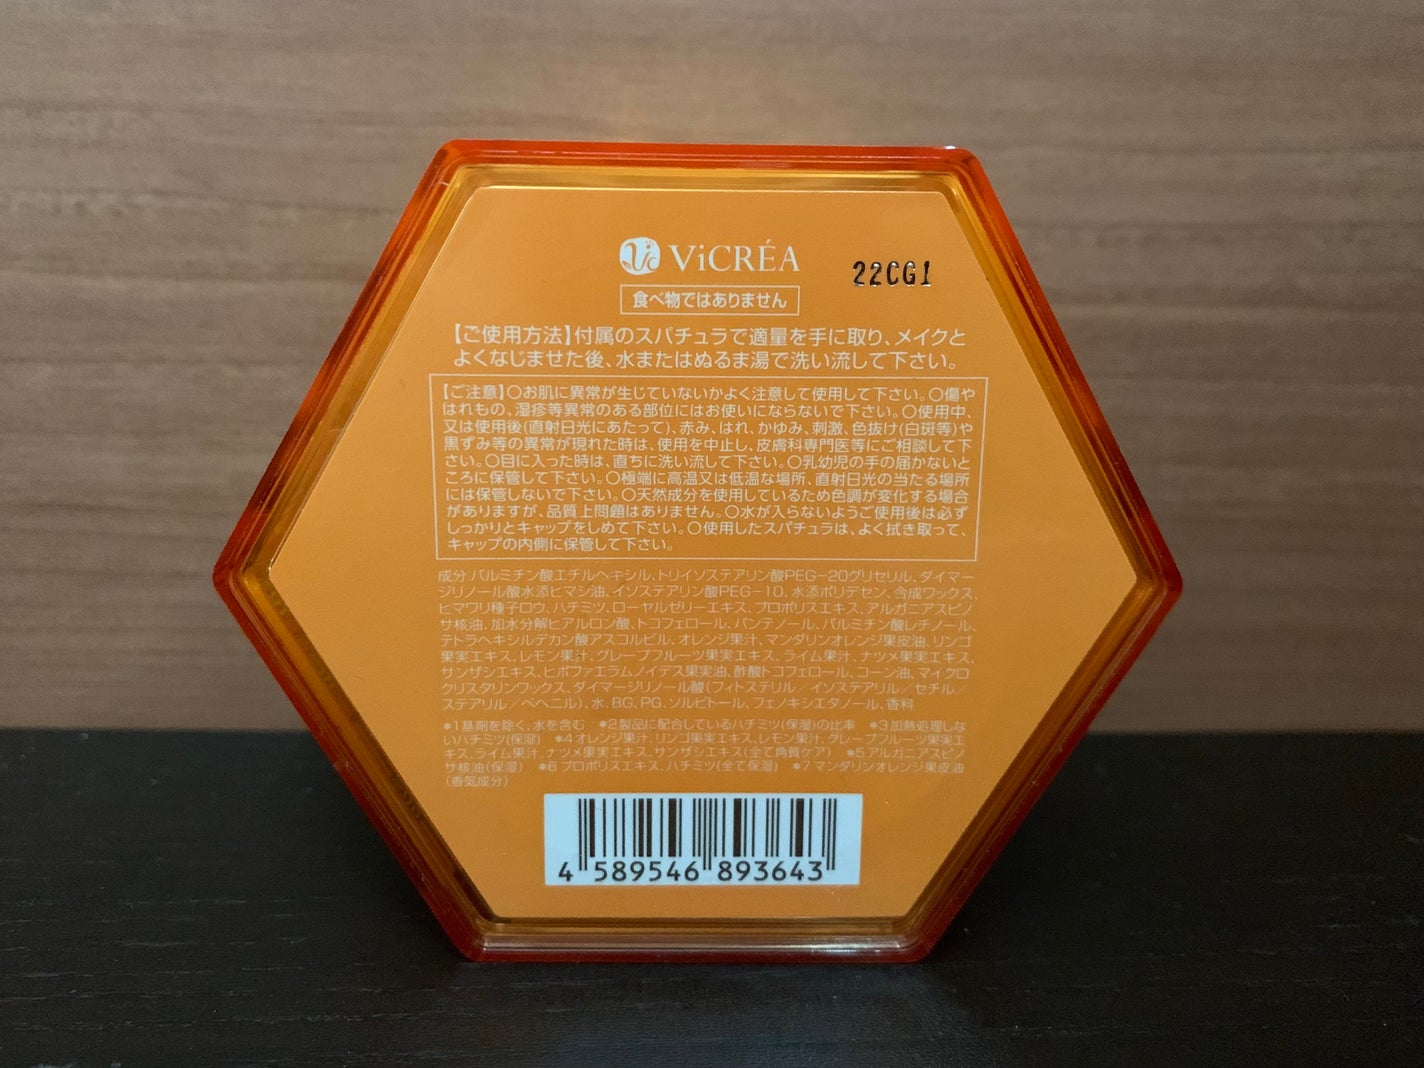 ViCRÉA
22CG1
食べ物ではありません
【ご使用方法】付属のスパチュラで適量を手に取り、メイクと
よくなじませた後、水またはぬるま湯で洗い流して下さい。
【ご注意】○お肌に異常が生じていないかよく注意して使用して下さい。○傷や
はれもの、湿疹等異常のある部位にはお使いにならないで下さい。○使用中、
又は使用後(直射日光にあたって)、赤み、はれ、かゆみ、刺激、色抜け(白斑等)や
黒ずみ等の異常が現れた時は、使用を中止し、皮膚科専門医等にご相談して下
さい。○目に入った時は、直ちに洗い流して下さい。○乳幼児の手の届かないと
ころに保管して下さい。○極端に高温又は低温な場所、直射日光の当たる場所
には保管しないで下さい。○天然成分を使用しているため色調が変化する場合
がありますが、品質上問題はありません。○水が入らないようご使用後は必ず
しっかりとキャップをしめて下さい。○使用したスパチュラは、よく拭き取って、
キャップの内側に保管して下さい。
成分:パルミチン酸エチルヘキシル、トリイソステアリン酸PEG-20グリセリル、ダイマー
ジリノール酸水添ヒマシ油、イソステアリン酸PEG-10、水添ポリデセン、合成ワックス、
ヒマワリ種子ロウ、ハチミツ、ローヤルゼリーエキス、プロポリスエキス、アルガニアスピノ
サ核油、加水分解ヒアルロン酸、トコフェロール、パンテノール、パルミチン酸レチノール、
テトラヘキシルデカン酸アスコルビル、オレンジ果汁、マンダリンオレンジ果皮油、リンゴ
果実エキス、レモン果汁、グレープフルーツ果実エキス、ライム果汁、ナツメ果実エキス、
サンザシエキス、ヒポファエラムノイデス果実油、酢酸トコフェロール、コーン油、マイクロ
クリスタリンワックス、ダイマージリノール酸(フィトステリル／イソステアリル／セチル／
ステアリル／ベヘニル)、水、BG、PG、ソルビトール、フェノキシエタノール、香料
*1基剤を除く、水を含む *2製品に配合しているハチミツ(保湿)の比率 *3加熱処理しな
いハチミツ(保湿) *4オレンジ果汁、リンゴ果実エキス、レモン果汁、グレープフルーツ果実エ
キス、ライム果汁、ナツメ果実エキス、サンザシエキス(全て角質ケア) *5アルガニアスピノ
サ核油(保湿) *6プロポリスエキス、ハチミツ(全て保湿) *7マンダリンオレンジ果皮油
(香気成分)
4 589546 893643